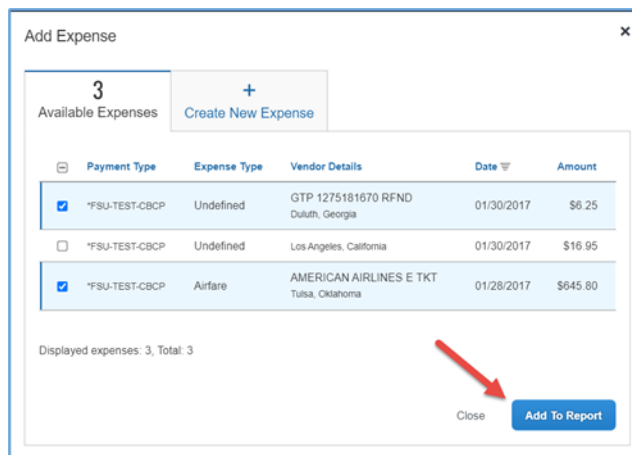 Add Expense
×
3
Available Expenses
+
Create New Expense
Payment Type Expense Type Vendor Details Date Amount
*FSU-TEST-CBCP Undefined GTP 1275181670 RFND 01/30/2017 $6.25
Duluth, Georgia
*FSU-TEST-CBCP Undefined Los Angeles, California 01/30/2017 $16.95
*FSU-TEST-CBCP Airfare AMERICAN AIRLINES E TKT 01/28/2017 $645.80
Tulsa, Oklahoma
Displayed expenses: 3, Total: 3
Close Add To Report